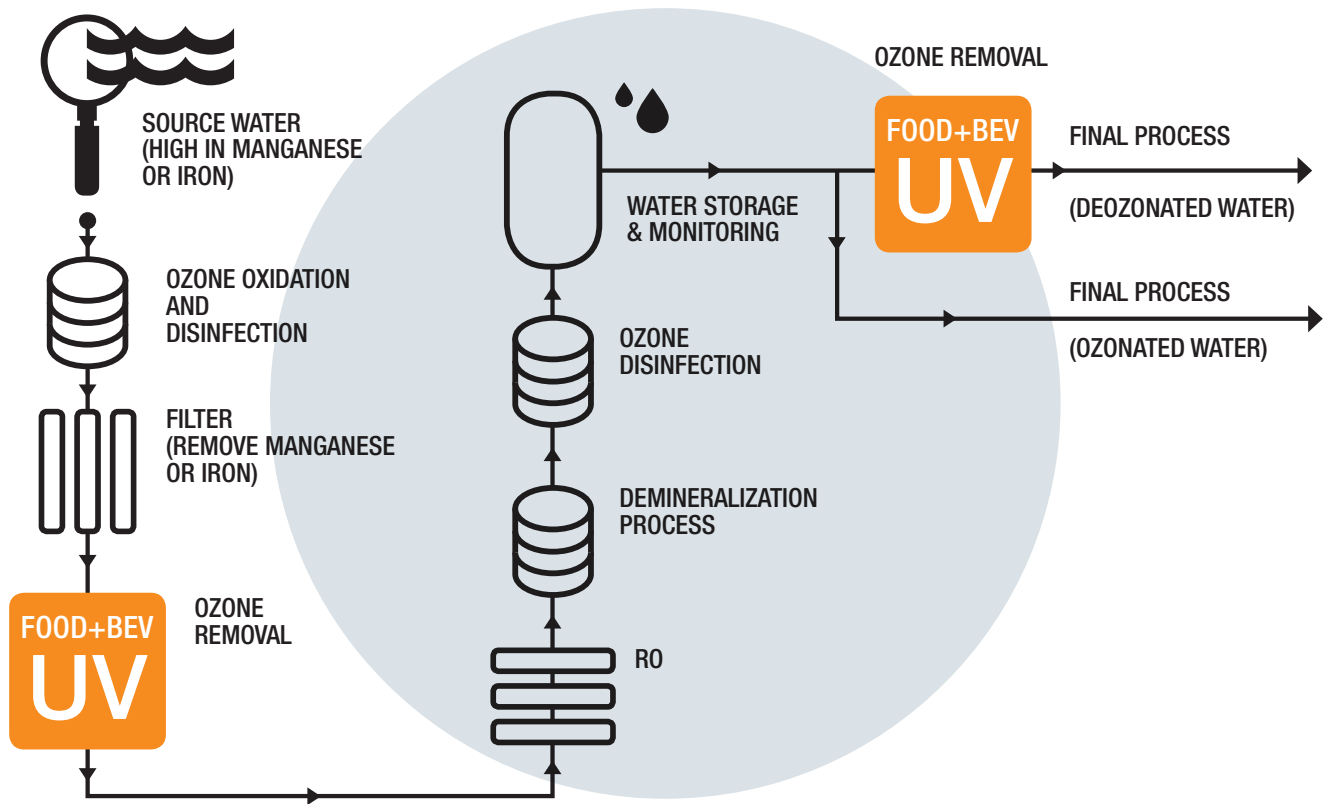 SOURCE WATER
(HIGH IN MANGANESE
OR IRON)
OZONE OXIDATION
AND
DISINFECTION
FILTER
(REMOVE MANGANESE
OR IRON)
FOOD+BEV
UV
OZONE
REMOVAL
RO
DEMINERALIZATION
PROCESS
OZONE
DISINFECTION
WATER STORAGE
& MONITORING
OZONE REMOVAL
FOOD+BEV
UV
FINAL PROCESS
(DEOZONATED WATER)
FINAL PROCESS
(OZONATED WATER)